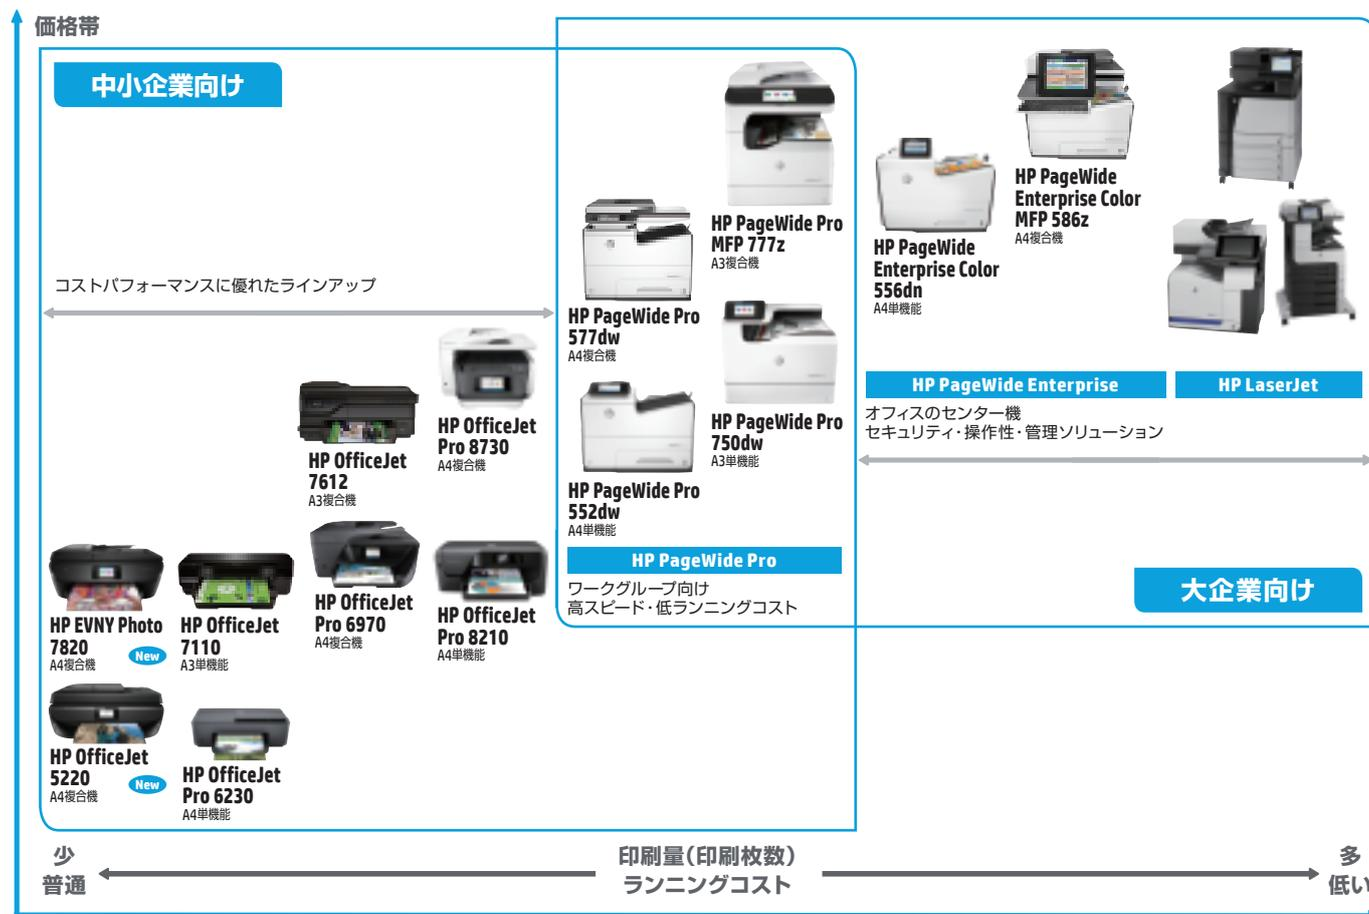 価格帯
中小企業向け
コストパフォーマンスに優れたラインアップ
HP PageWide Pro
MFP 777z
A3複合機
HP PageWide Pro
577dw
A4複合機
HP PageWide Pro
750dw
A3単機能
HP PageWide Pro
552dw
A4単機能
HP PageWide Pro
ワークグループ向け
高スピード・低ランニングコスト
HP PageWide
Enterprise Color
MFP 586z
A4複合機
HP PageWide
Enterprise Color
556dn
A4単機能
HP PageWide Enterprise
HP LaserJet
オフィスのセンター機
セキュリティ・操作性・管理ソリューション
大企業向け
HP OfficeJet
Pro 8730
A4複合機
HP OfficeJet
7612
A3複合機
HP EVNY Photo
7820
A4複合機
New
HP OfficeJet
7110
A3単機能
HP OfficeJet
Pro 6970
A4複合機
HP OfficeJet
Pro 8210
A4単機能
HP OfficeJet
5220
A4複合機
New
HP OfficeJet
Pro 6230
A4単機能
少
普通
印刷量(印刷枚数)
ランニングコスト
多
低い